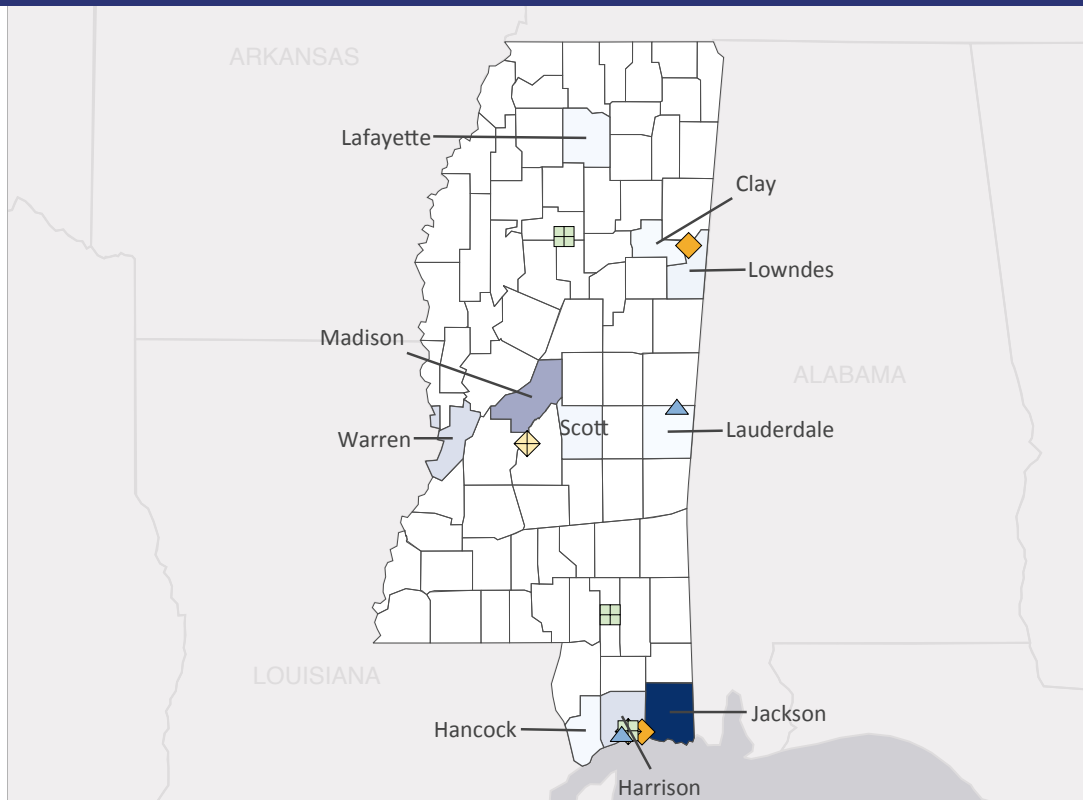 ARKANSAS
Lafayette
Clay
Lowndes
Madison
ALABAMA
Scott
Warren
Lauderdale
LOUISIANA
Jackson
Hancock
Harrison